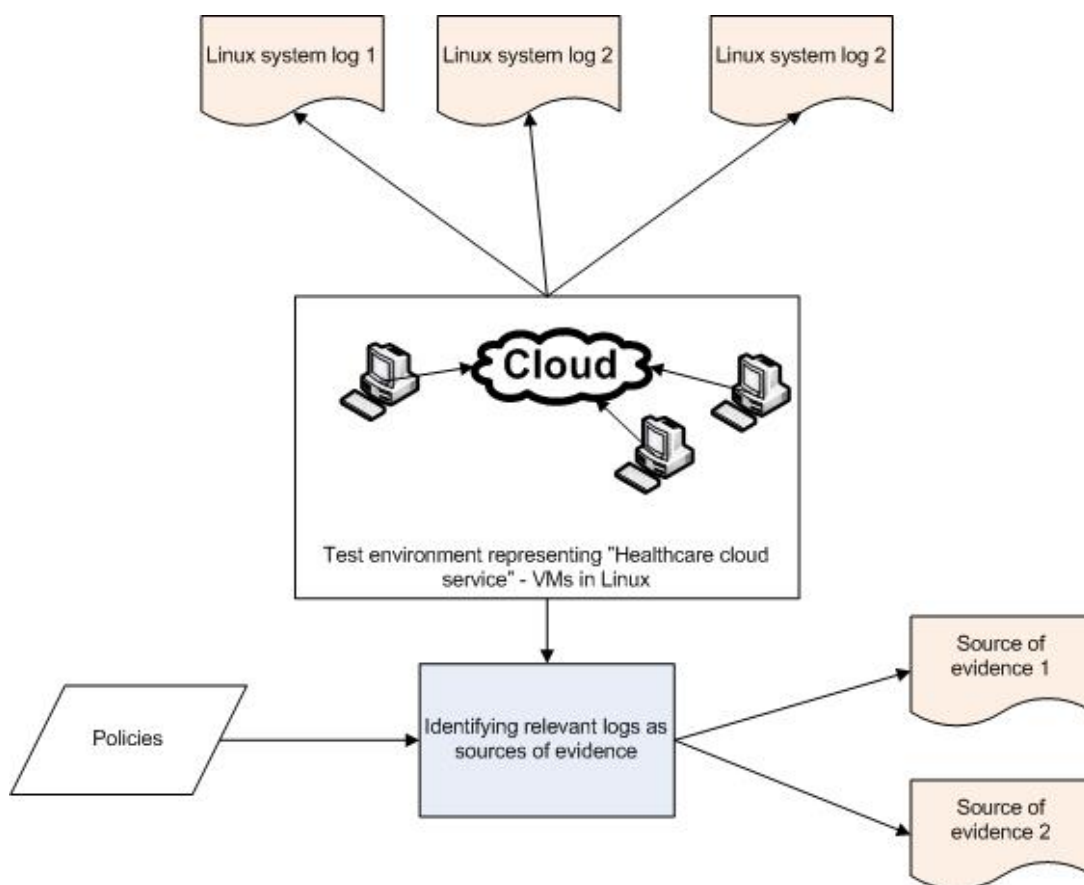 Linux system log 1
Linux system log 2
Linux system log 2
Cloud
Test environment representing "Healthcare cloud
service" - VMs in Linux
Policies
Identifying relevant logs as
sources of evidence
Source of
evidence 1
Source of
evidence 2